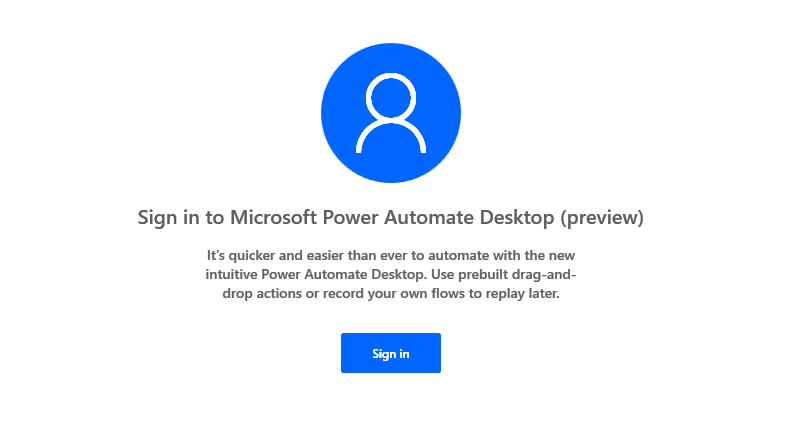 Sign in to Microsoft Power Automate Desktop (preview)
It's quicker and easier than ever to automate with the new
intuitive Power Automate Desktop. Use prebuilt drag-and-
drop actions or record your own flows to replay later.
Sign in